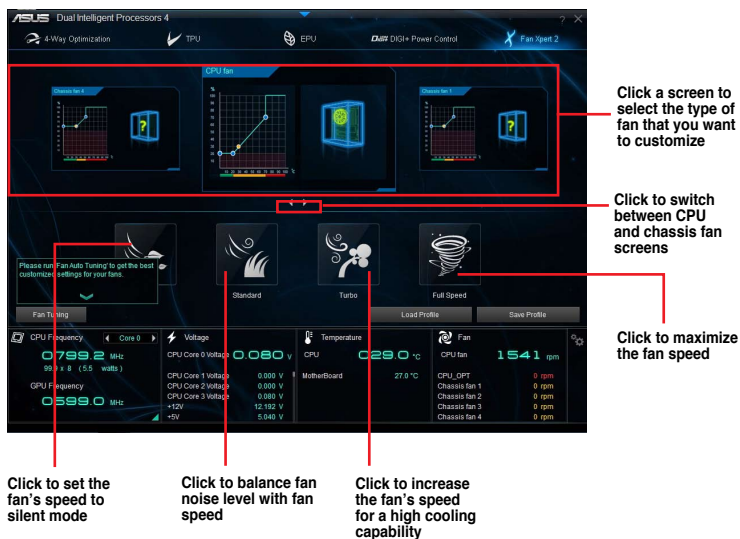 ASUS Dual Intelligent Processors 4
4-Way Optimization
TPU
EPU
DIGI+ DIGI+ Power Control
Fan Xpert 2
Chassis fan 4
CPU fan
Chassis fan 1
Click a screen to
select the type of
fan that you want
to customize
Click to switch
between CPU
and chassis fan
screens
Please run 'Fan Auto Tuning' to get the best
customized settings for your fans.
Standard
Turbo
Full Speed
Fan Tuning
Load Profile
Save Profile
Click to maximize
the fan speed
CPU Frequency
Core 0
0799.2 MHz
99.9 x 8 (5.5 watts)
GPU Frequency
0599.0 MHz
Voltage
CPU Core 0 Voltage 0.080 V
CPU Core 1 Voltage 0.000 V
CPU Core 2 Voltage 0.000 V
CPU Core 3 Voltage 0.080 V
+12V 12.192 V
+5V 5.040 V
Temperature
CPU 029.0 °C
MotherBoard 27.0 °C
Fan
CPU fan 1541 rpm
CPU_OPT 0 rpm
Chassis fan 1 0 rpm
Chassis fan 2 0 rpm
Chassis fan 3 0 rpm
Chassis fan 4 0 rpm
Click to set the
fan's speed to
silent mode
Click to balance fan
noise level with fan
speed
Click to increase
the fan's speed
for a high cooling
capability